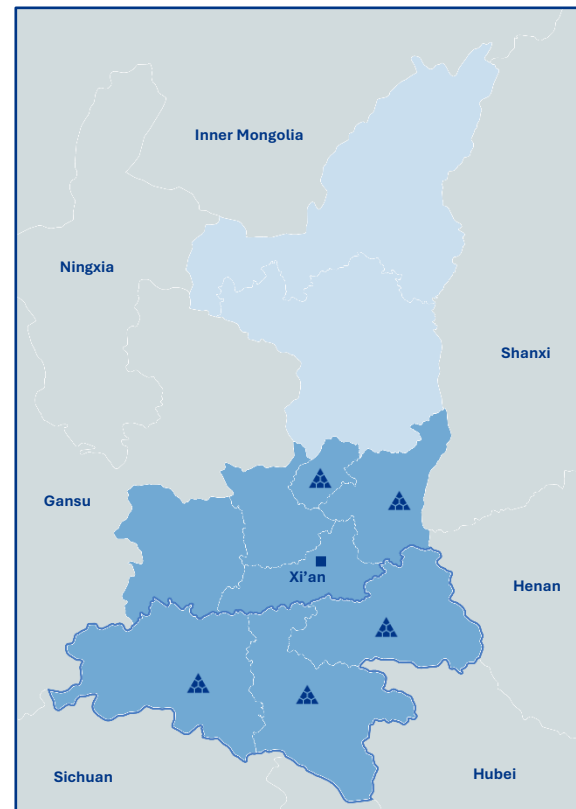 Inner Mongolia
Ningxia
Shanxi
Gansu
Xi’an
Henan
Sichuan
Hubei